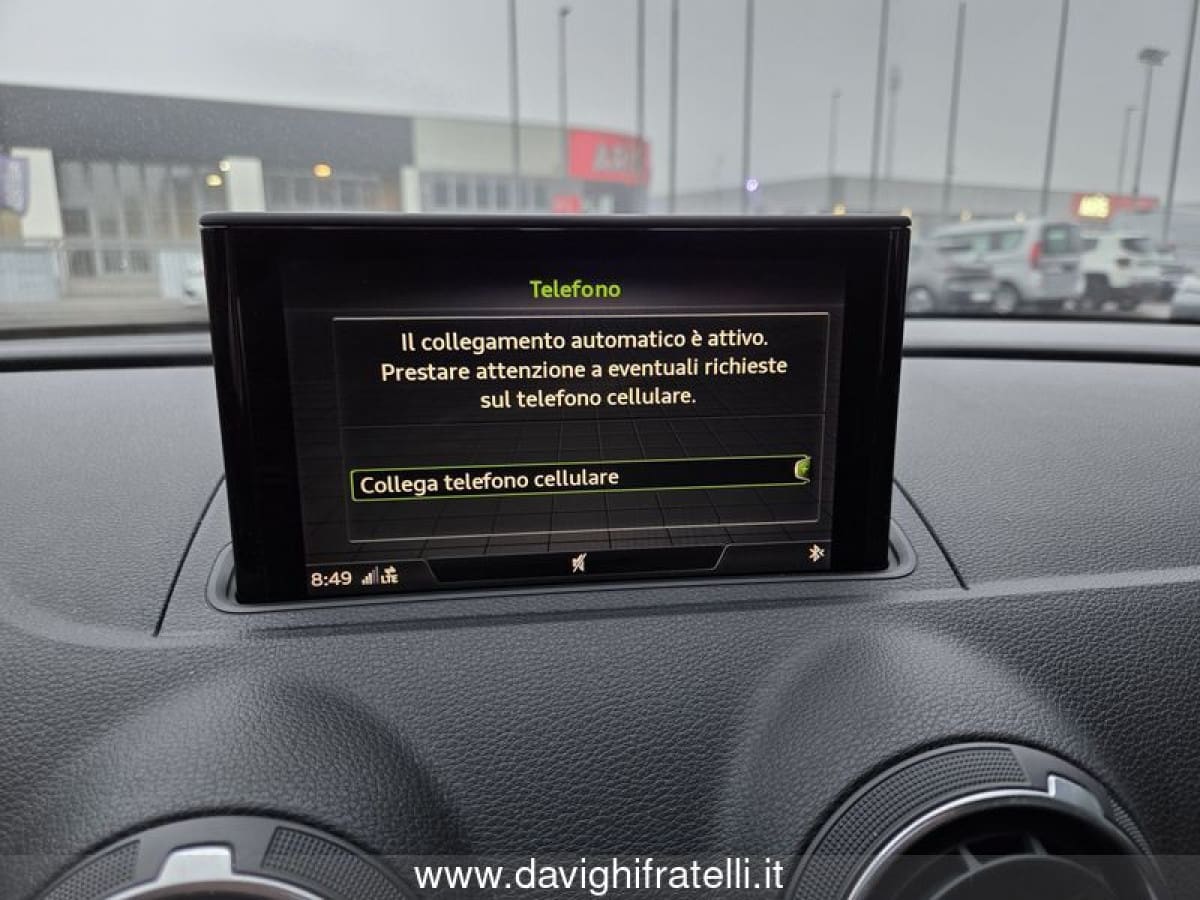 Telefono
Il collegamento automatico è attivo.
Prestare attenzione a eventuali richieste
sul telefono cellulare.
Collega telefono cellulare
8:49 LTE
www.davighifratelli.it